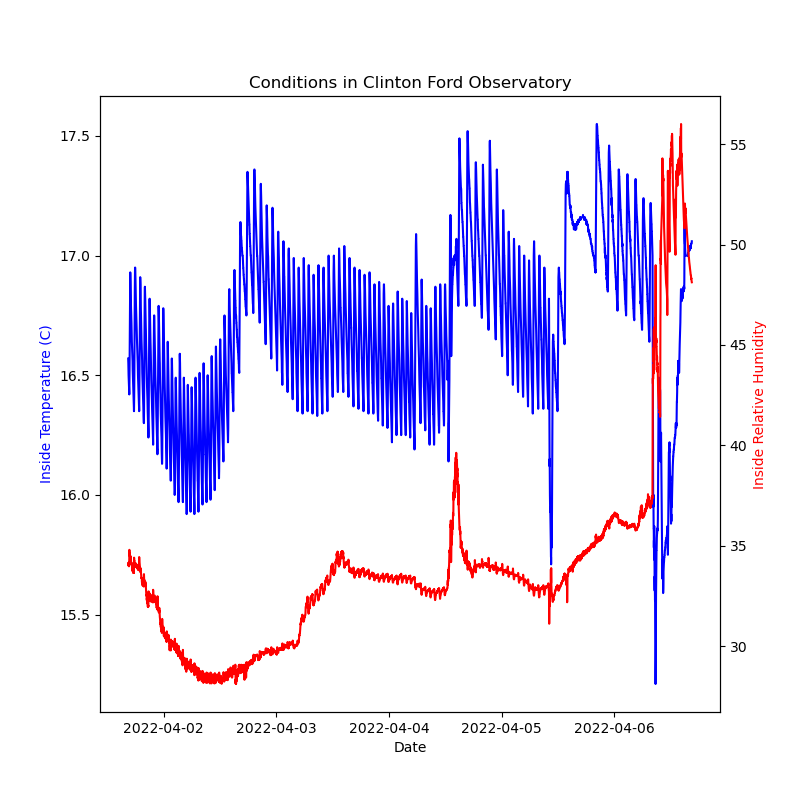 Conditions in Clinton Ford Observatory
17.5
17.0
16.5
16.0
15.5
Inside Temperature (C)
55
50
45
40
35
30
Inside Relative Humidity
2022-04-02 2022-04-03 2022-04-04 2022-04-05 2022-04-06
Date